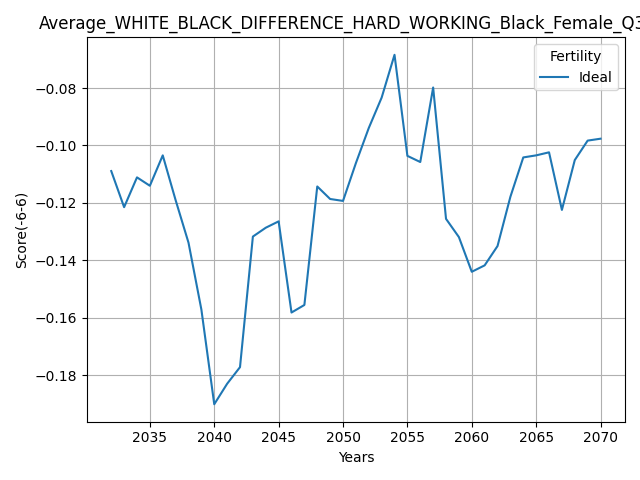 Average_WHITE_BLACK_DIFFERENCE_HARD_WORKING_Black_Female_Q3
Fertility
Ideal
−0.08
−0.10
−0.12
−0.14
−0.16
−0.18
Score(-6-6)
2035 2040 2045 2050 2055 2060 2065 2070
Years